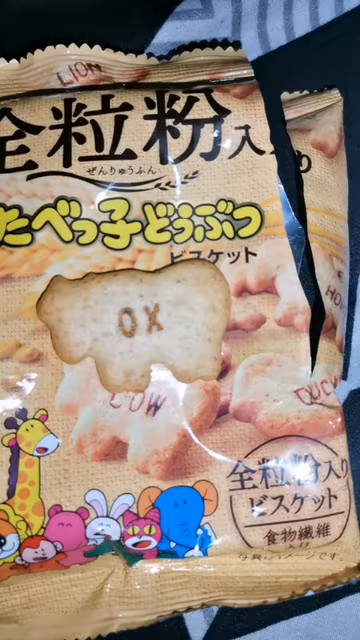 LION
全粒粉入り
ぜんりゅうふん
たべっ子どうぶつ
ビスケット
OX
COW
DUCK
全粒粉入り
ビスケット
食物繊維